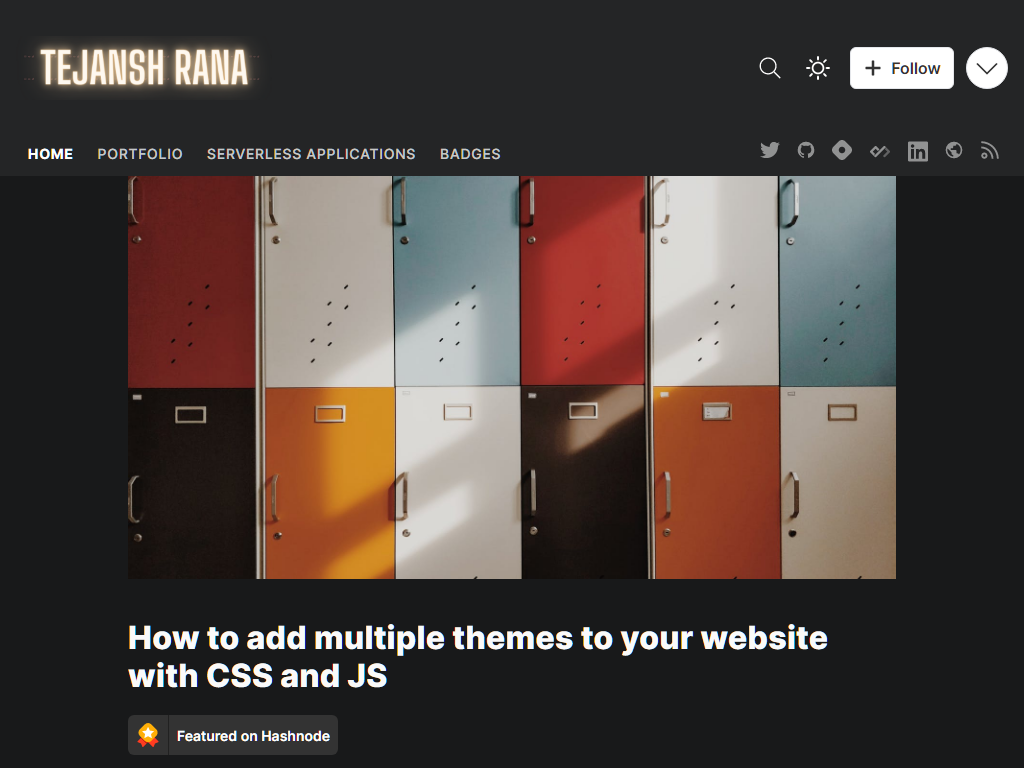 TEJANSH RANA
Follow
HOME
PORTFOLIO
SERVERLESS APPLICATIONS
BADGES
in
How to add multiple themes to your website
with CSS and JS
Featured on Hashnode